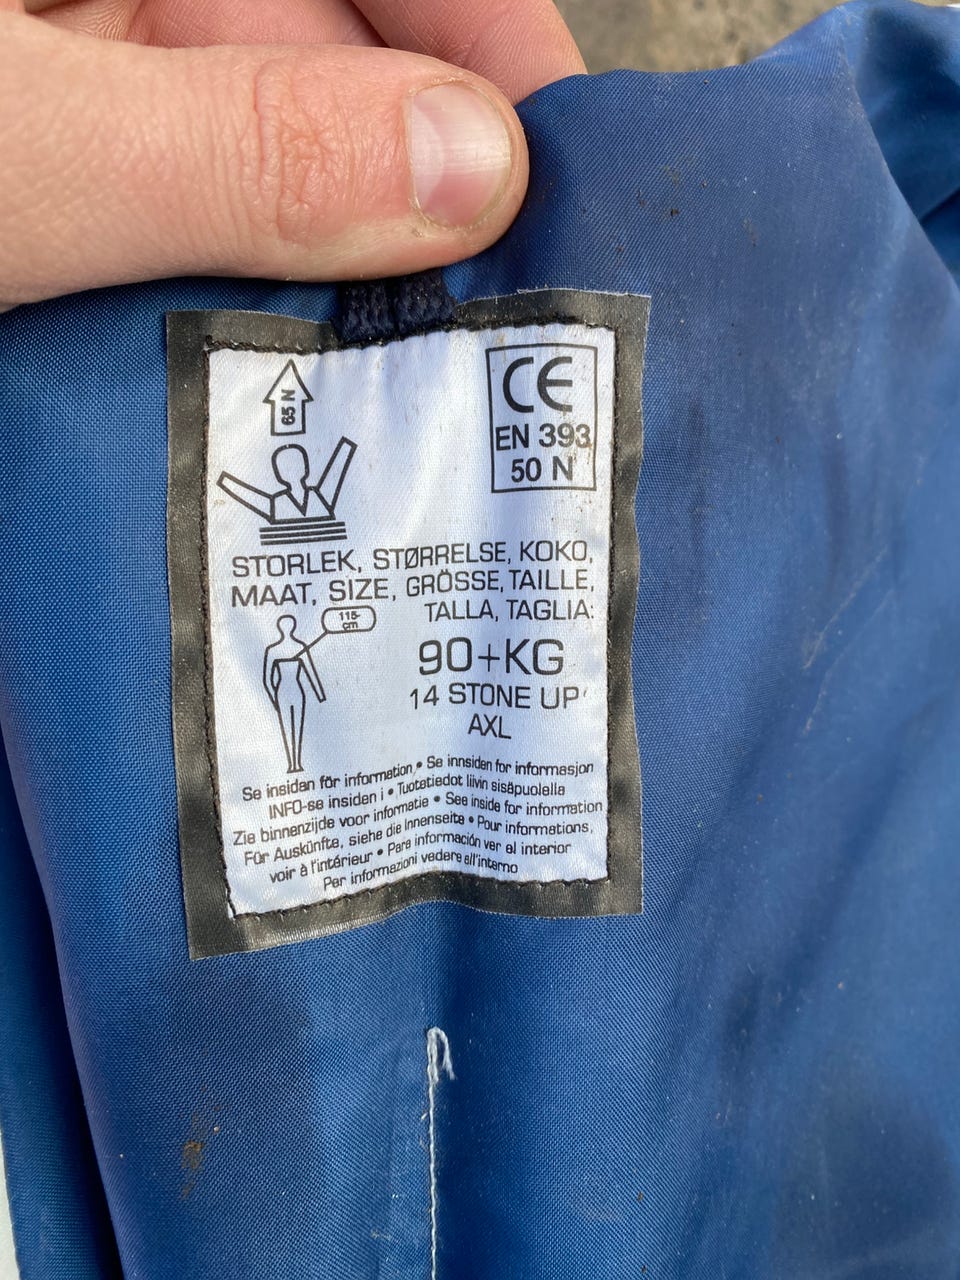 65 N
CE
EN 393
50 N
STORLEK, STØRRELSE, KOKO,
MAAT, SIZE, GRÖSSE, TAILLE,
TALLA, TAGLIA:
115-
cm
90+KG
14 STONE UP
AXL
Se insidan för information • Se innsiden for informasjon
INFO-se insiden i • Tuotetiedot liivin sisäpuolella
Zie binnenzijde voor informatie • See inside for information
Für Auskünfte, siehe die Innenseite • Pour informations,
voir à l'intérieur • Para información ver el interior
Per informazioni vedere all'interno